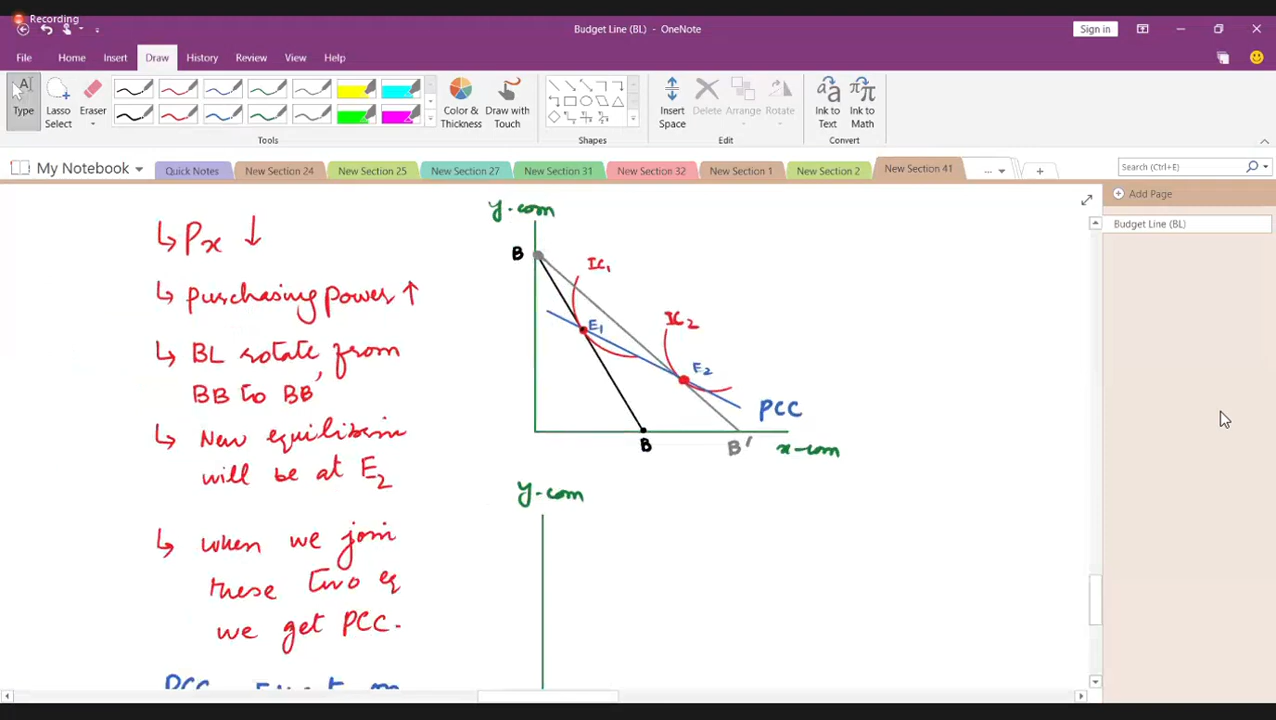 Recording
Budget Line (BL) - OneNote
Sign in
File Home Insert Draw History Review View Help
Type
Lasso Select
Eraser
Color & Thickness
Draw with Touch
Insert Space
Delete
Arrange
Rotate
Ink to Text
Ink to Math
Tools
Shapes
Edit
Convert
My Notebook
Quick Notes
New Section 24
New Section 25
New Section 27
New Section 31
New Section 32
New Section 1
New Section 2
New Section 41
...
Search (Ctrl+E)
Add Page
Budget Line (BL)
↳ Px ↓
↳ Purchasing power ↑
↳ BL rotate from
BB to BB'
↳ New equilibrium
will be at E2
↳ when we join
these two eq
we get PCC.
Y-com
B
IC1
E1
IC2
E2
PCC
B
B'
x-com
Y-com